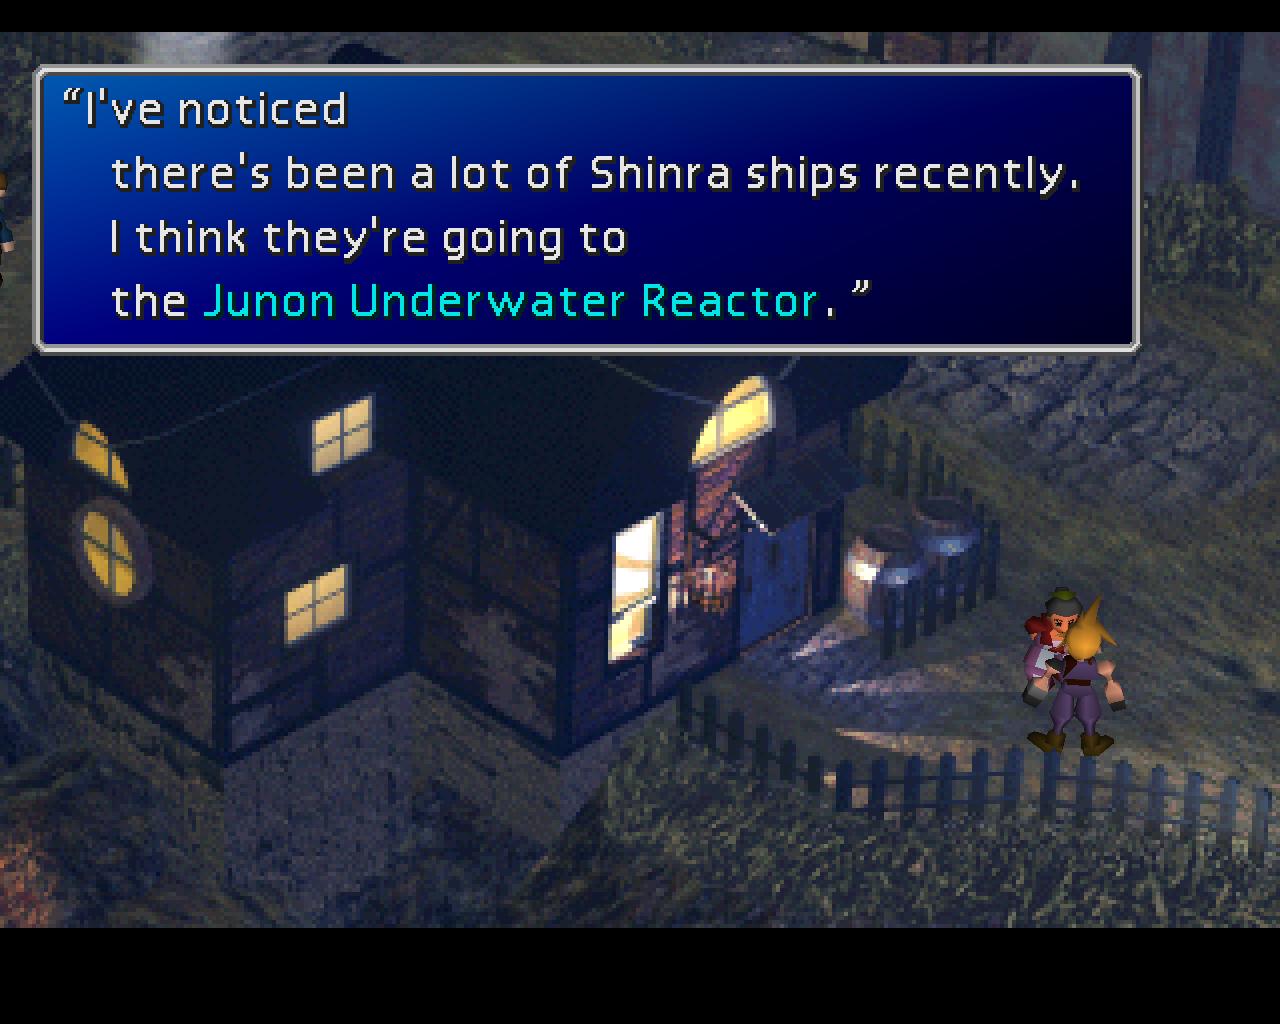 “I've noticed
there's been a lot of Shinra ships recently.
I think they're going to
the Junon Underwater Reactor. ”